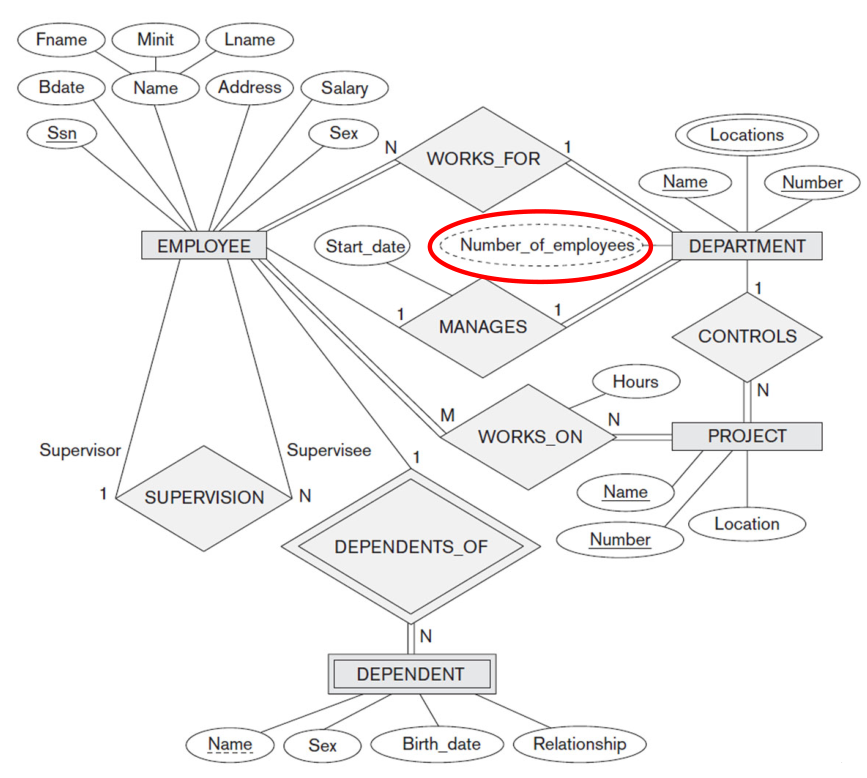 Fname
Minit
Lname
Bdate
Name
Address
Salary
Ssn
Sex
N
WORKS_FOR
1
Locations
Name
Number
EMPLOYEE
Start_date
Number_of_employees
DEPARTMENT
1
MANAGES
1
1
CONTROLS
N
Hours
M
WORKS_ON
N
PROJECT
Supervisor
Supervisee
1
SUPERVISION
N
1
Name
Number
Location
DEPENDENTS_OF
N
DEPENDENT
Name
Sex
Birth_date
Relationship